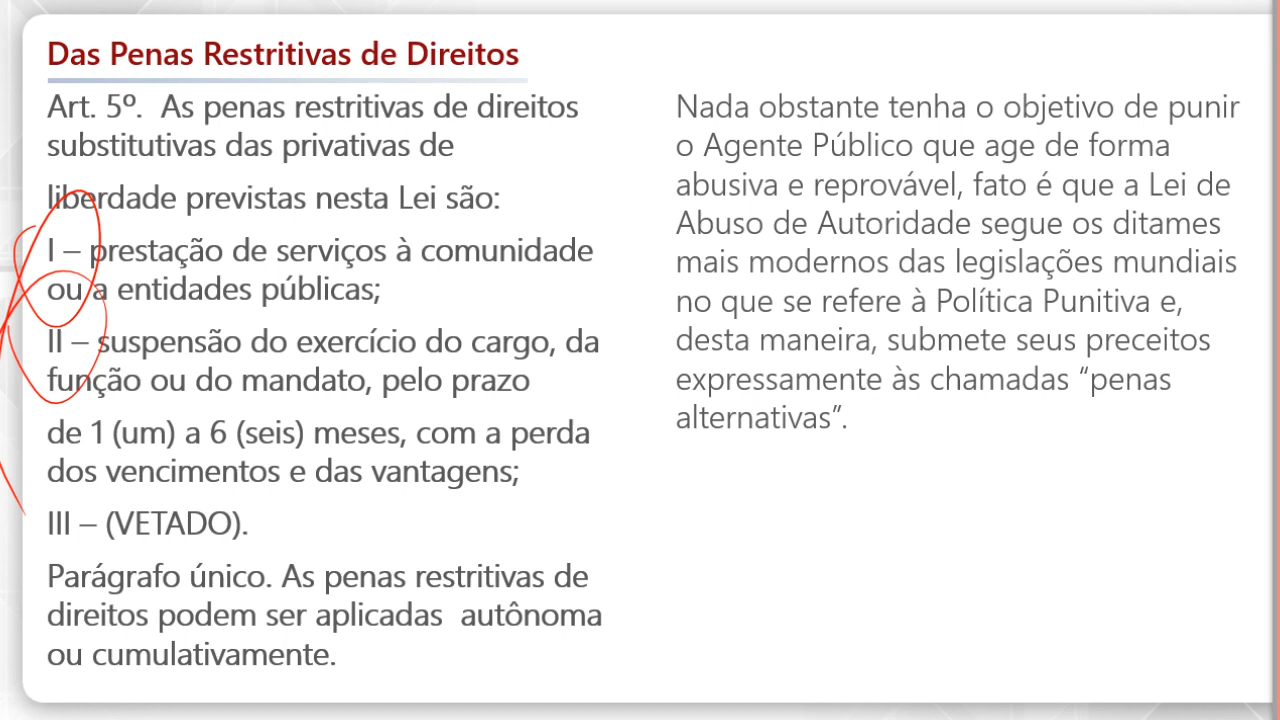 Das Penas Restritivas de Direitos
Art. 5º. As penas restritivas de direitos
substitutivas das privativas de
liberdade previstas nesta Lei são:
I – prestação de serviços à comunidade
ou a entidades públicas;
II – suspensão do exercício do cargo, da
função ou do mandato, pelo prazo
de 1 (um) a 6 (seis) meses, com a perda
dos vencimentos e das vantagens;
III – (VETADO).
Parágrafo único. As penas restritivas de
direitos podem ser aplicadas autônoma
ou cumulativamente.
Nada obstante tenha o objetivo de punir
o Agente Público que age de forma
abusiva e reprovável, fato é que a Lei de
Abuso de Autoridade segue os ditames
mais modernos das legislações mundiais
no que se refere à Política Punitiva e,
desta maneira, submete seus preceitos
expressamente às chamadas “penas
alternativas”.